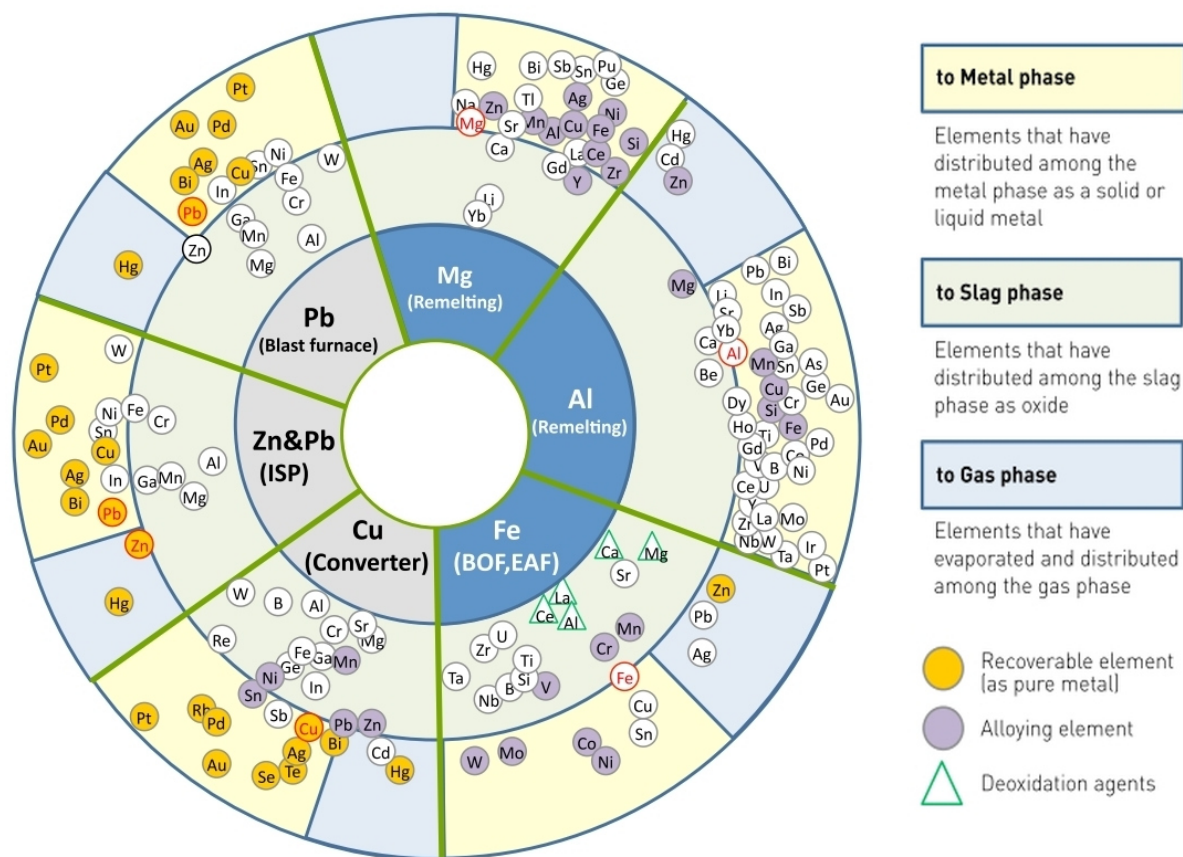 Mg
(Remelting)
Al
(Remelting)
Fe
(BOF,EAF)
Cu
(Converter)
Zn&Pb
(ISP)
Pb
(Blast furnace)
Hg
Bi
Sb
Sn
Pu
Ge
Na
Zn
Tl
Ag
Ni
Mg
Sr
Mn
Al
Cu
Fe
Si
Ca
La
Ce
Gd
Y
Zr
Li
Yb
Hg
Cd
Zn
Mg
Pb
Bi
Li
In
Sb
Sr
Yb
Ag
Ca
Al
Ga
Be
Mn
Sn
As
Cu
Ge
Au
Dy
Si
Cr
Ho
Ti
Fe
Gd
Co
Pd
V
B
Ni
Ce
U
Y
Zr
La
Mo
Nb
W
Ta
Ir
Pt
Ca
Mg
Sr
La
Ce
Al
Zn
Pb
Ag
Mn
Cr
U
Zr
Ti
Ta
Si
V
B
Nb
Fe
Cu
Sn
Co
Ni
Mo
W
W
B
Al
Sr
Cr
Mg
Re
Fe
Ga
Mn
Ge
Ni
In
Sn
Sb
Cu
Pb
Zn
Pt
Rh
Pd
Bi
Ag
Cd
Au
Se
Te
Hg
W
Pt
Ni
Fe
Cr
Pd
Sn
Au
Cu
Al
Ag
In
Ga
Mn
Mg
Bi
Pb
Zn
Hg
Pt
Au
Pd
Ag
Cu
Sn
Ni
W
Bi
In
Fe
Cr
Pb
Ga
Mn
Al
Zn
Mg
Hg
to Metal phase
Elements that have
distributed among the
metal phase as a solid or
liquid metal
to Slag phase
Elements that have
distributed among the slag
phase as oxide
to Gas phase
Elements that have
evaporated and distributed
among the gas phase
Recoverable element
(as pure metal)
Alloying element
Deoxidation agents